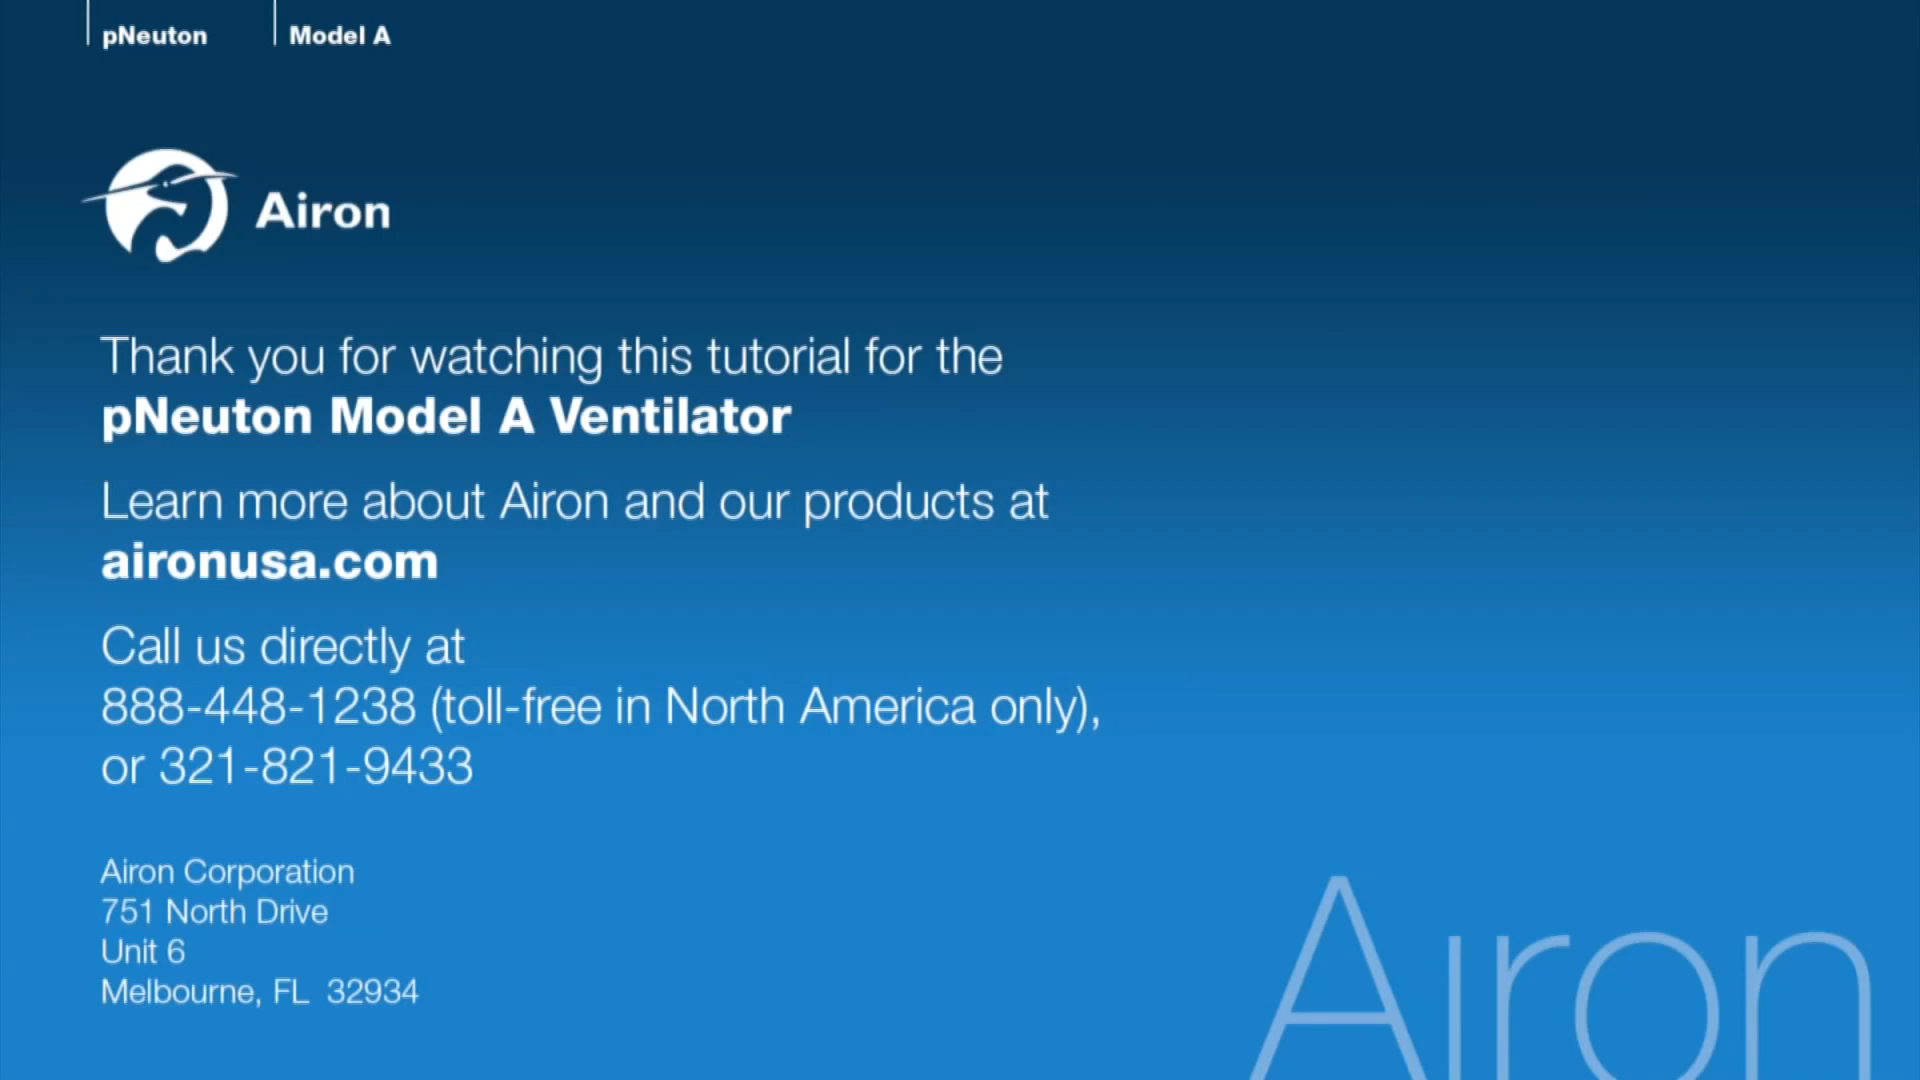 pNeuton Model A
Airon
Thank you for watching this tutorial for the
pNeuton Model A Ventilator
Learn more about Airon and our products at
aironusa.com
Call us directly at
888-448-1238 (toll-free in North America only),
or 321-821-9433
Airon Corporation
751 North Drive
Unit 6
Melbourne, FL  32934
Airon